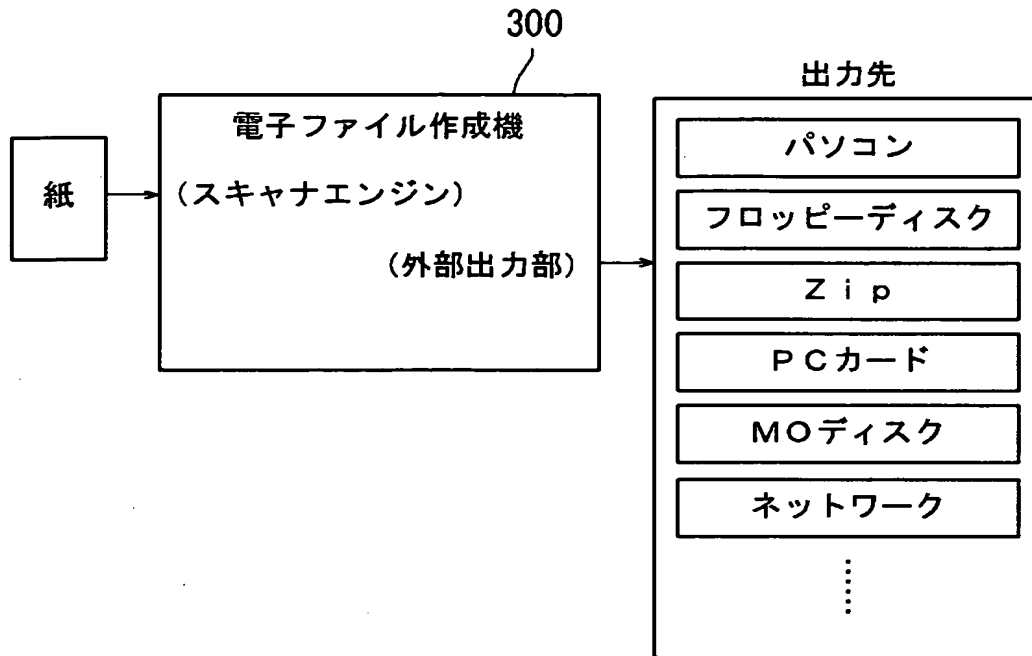 300
電子ファイル作成機
紙
(スキャナエンジン)
(外部出力部)
出力先
パソコン
フロッピーディスク
Ｚｉｐ
ＰＣカード
ＭＯディスク
ネットワーク